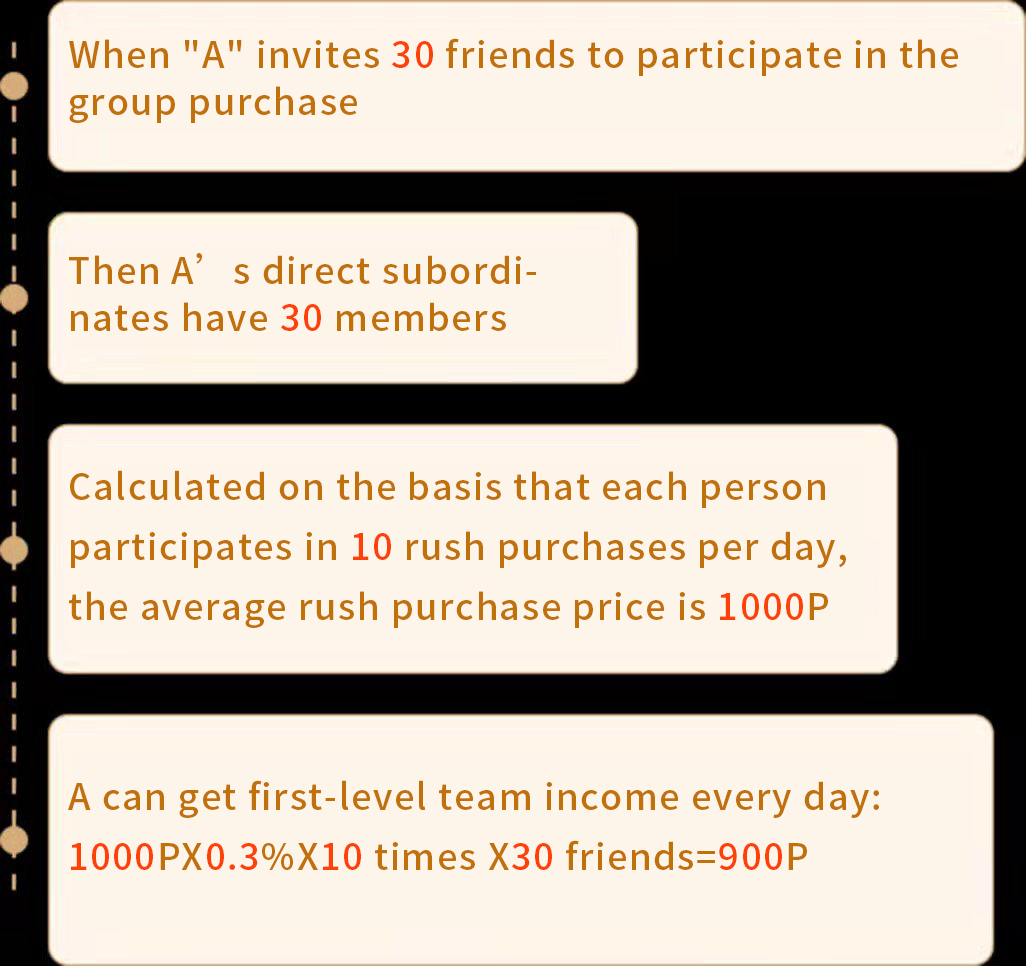 When "A" invites 30 friends to participate in the
group purchase
Then A’ s direct subordi-
nates have 30 members
Calculated on the basis that each person
participates in 10 rush purchases per day,
the average rush purchase price is 1000P
A can get first-level team income every day:
1000PX0.3%X10 times X30 friends=900P